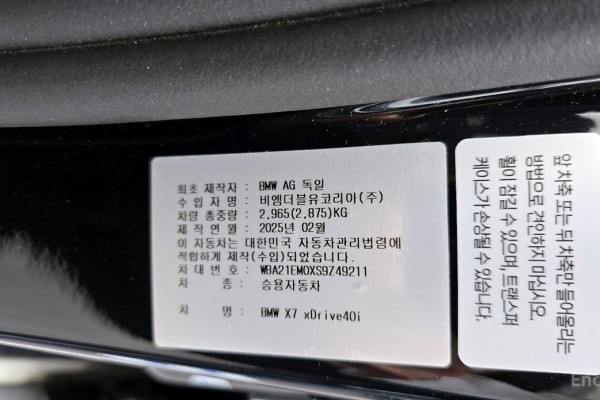 최초 제작자 : BMW AG 독일
수 입 자 명 : 비엠더블유코리아(주)
차량 총중량 : 2,965(2,875)KG
제 작 연 월 : 2025년 02월
이 자동차는 대한민국 자동차관리법령에
적합하게 제작(수입)되었습니다.
차 대 번 호 : WBA21EM0XS9Z49211
차 종 : 승용자동차
차 명 : BMW X7 xDrive40i
앞 차축 또는 뒤 차축만 들어올리는
방법으로 견인하지 마십시오.
휠이 잠길 수 있으며, 트랜스퍼
케이스가 손상될 수 있습니다.